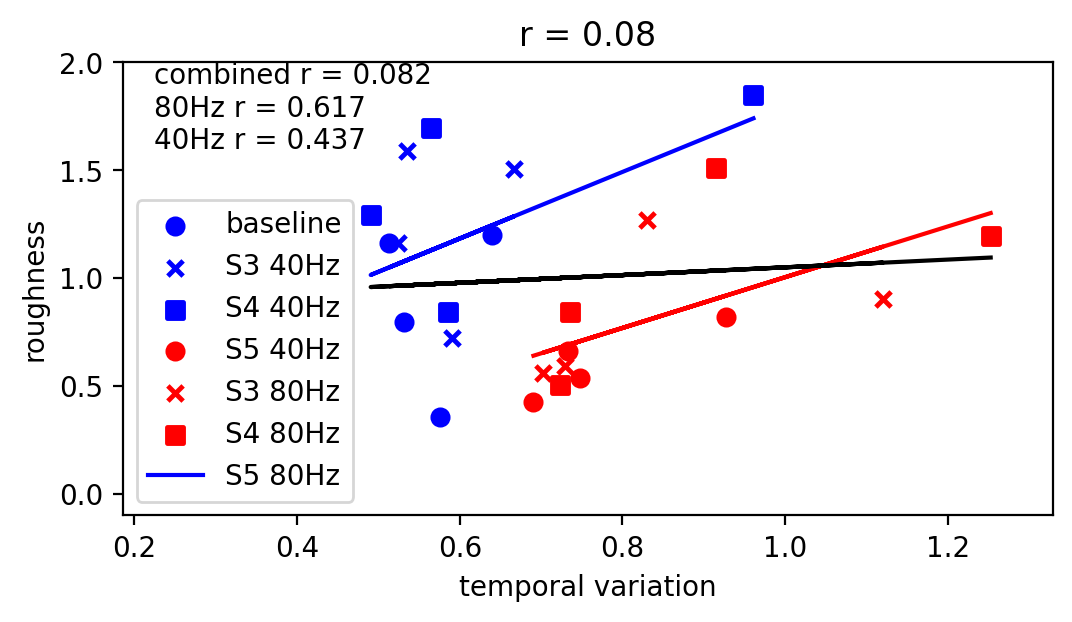 r = 0.08
combined r = 0.082
80Hz r = 0.617
40Hz r = 0.437
baseline
S3 40Hz
S4 40Hz
S5 40Hz
S3 80Hz
S4 80Hz
S5 80Hz
2.0
1.5
1.0
0.5
0.0
roughness
0.2 0.4 0.6 0.8 1.0 1.2
temporal variation